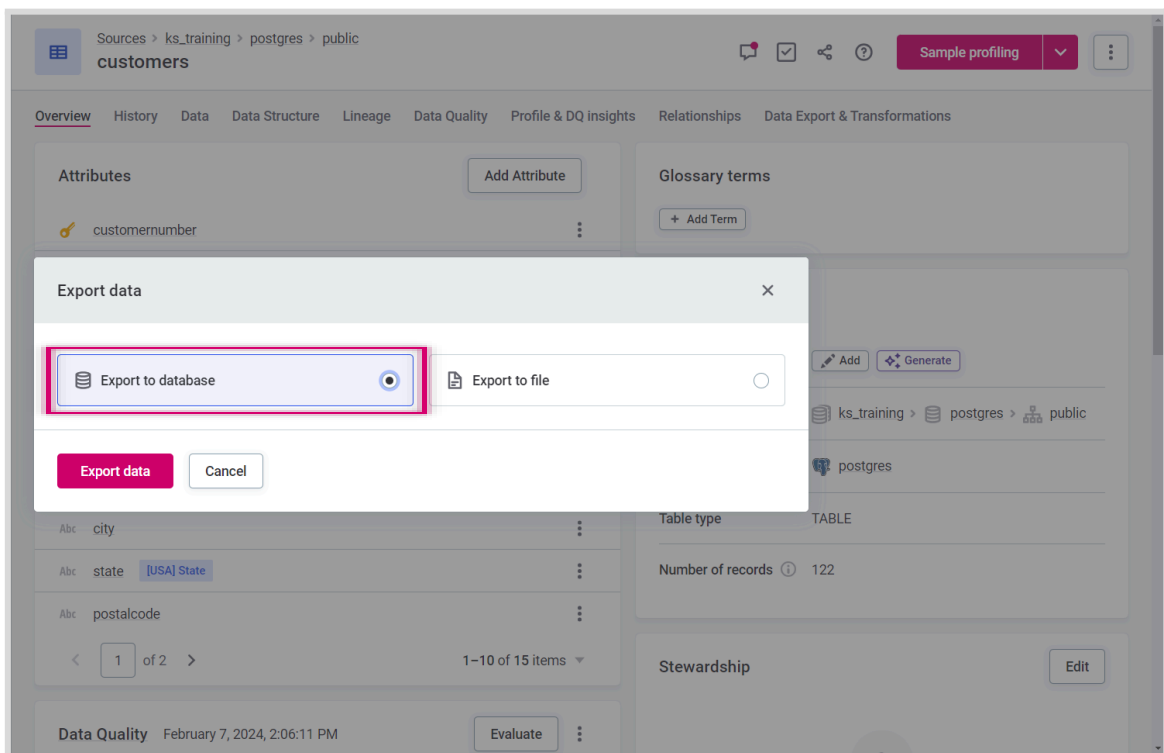 Sources > ks_training > postgres > public
customers
Sample profiling
Overview History Data Data Structure Lineage Data Quality Profile & DQ insights Relationships Data Export & Transformations
Attributes
Add Attribute
customernumber
Glossary terms
+ Add Term
Export data
Export to database
Export to file
Export data
Cancel
Add
Generate
ks_training > postgres > public
postgres
Table type TABLE
Number of records 122
Abc city
Abc state [USA] State
Abc postalcode
1 of 2
1–10 of 15 items
Stewardship
Edit
Data Quality February 7, 2024, 2:06:11 PM
Evaluate